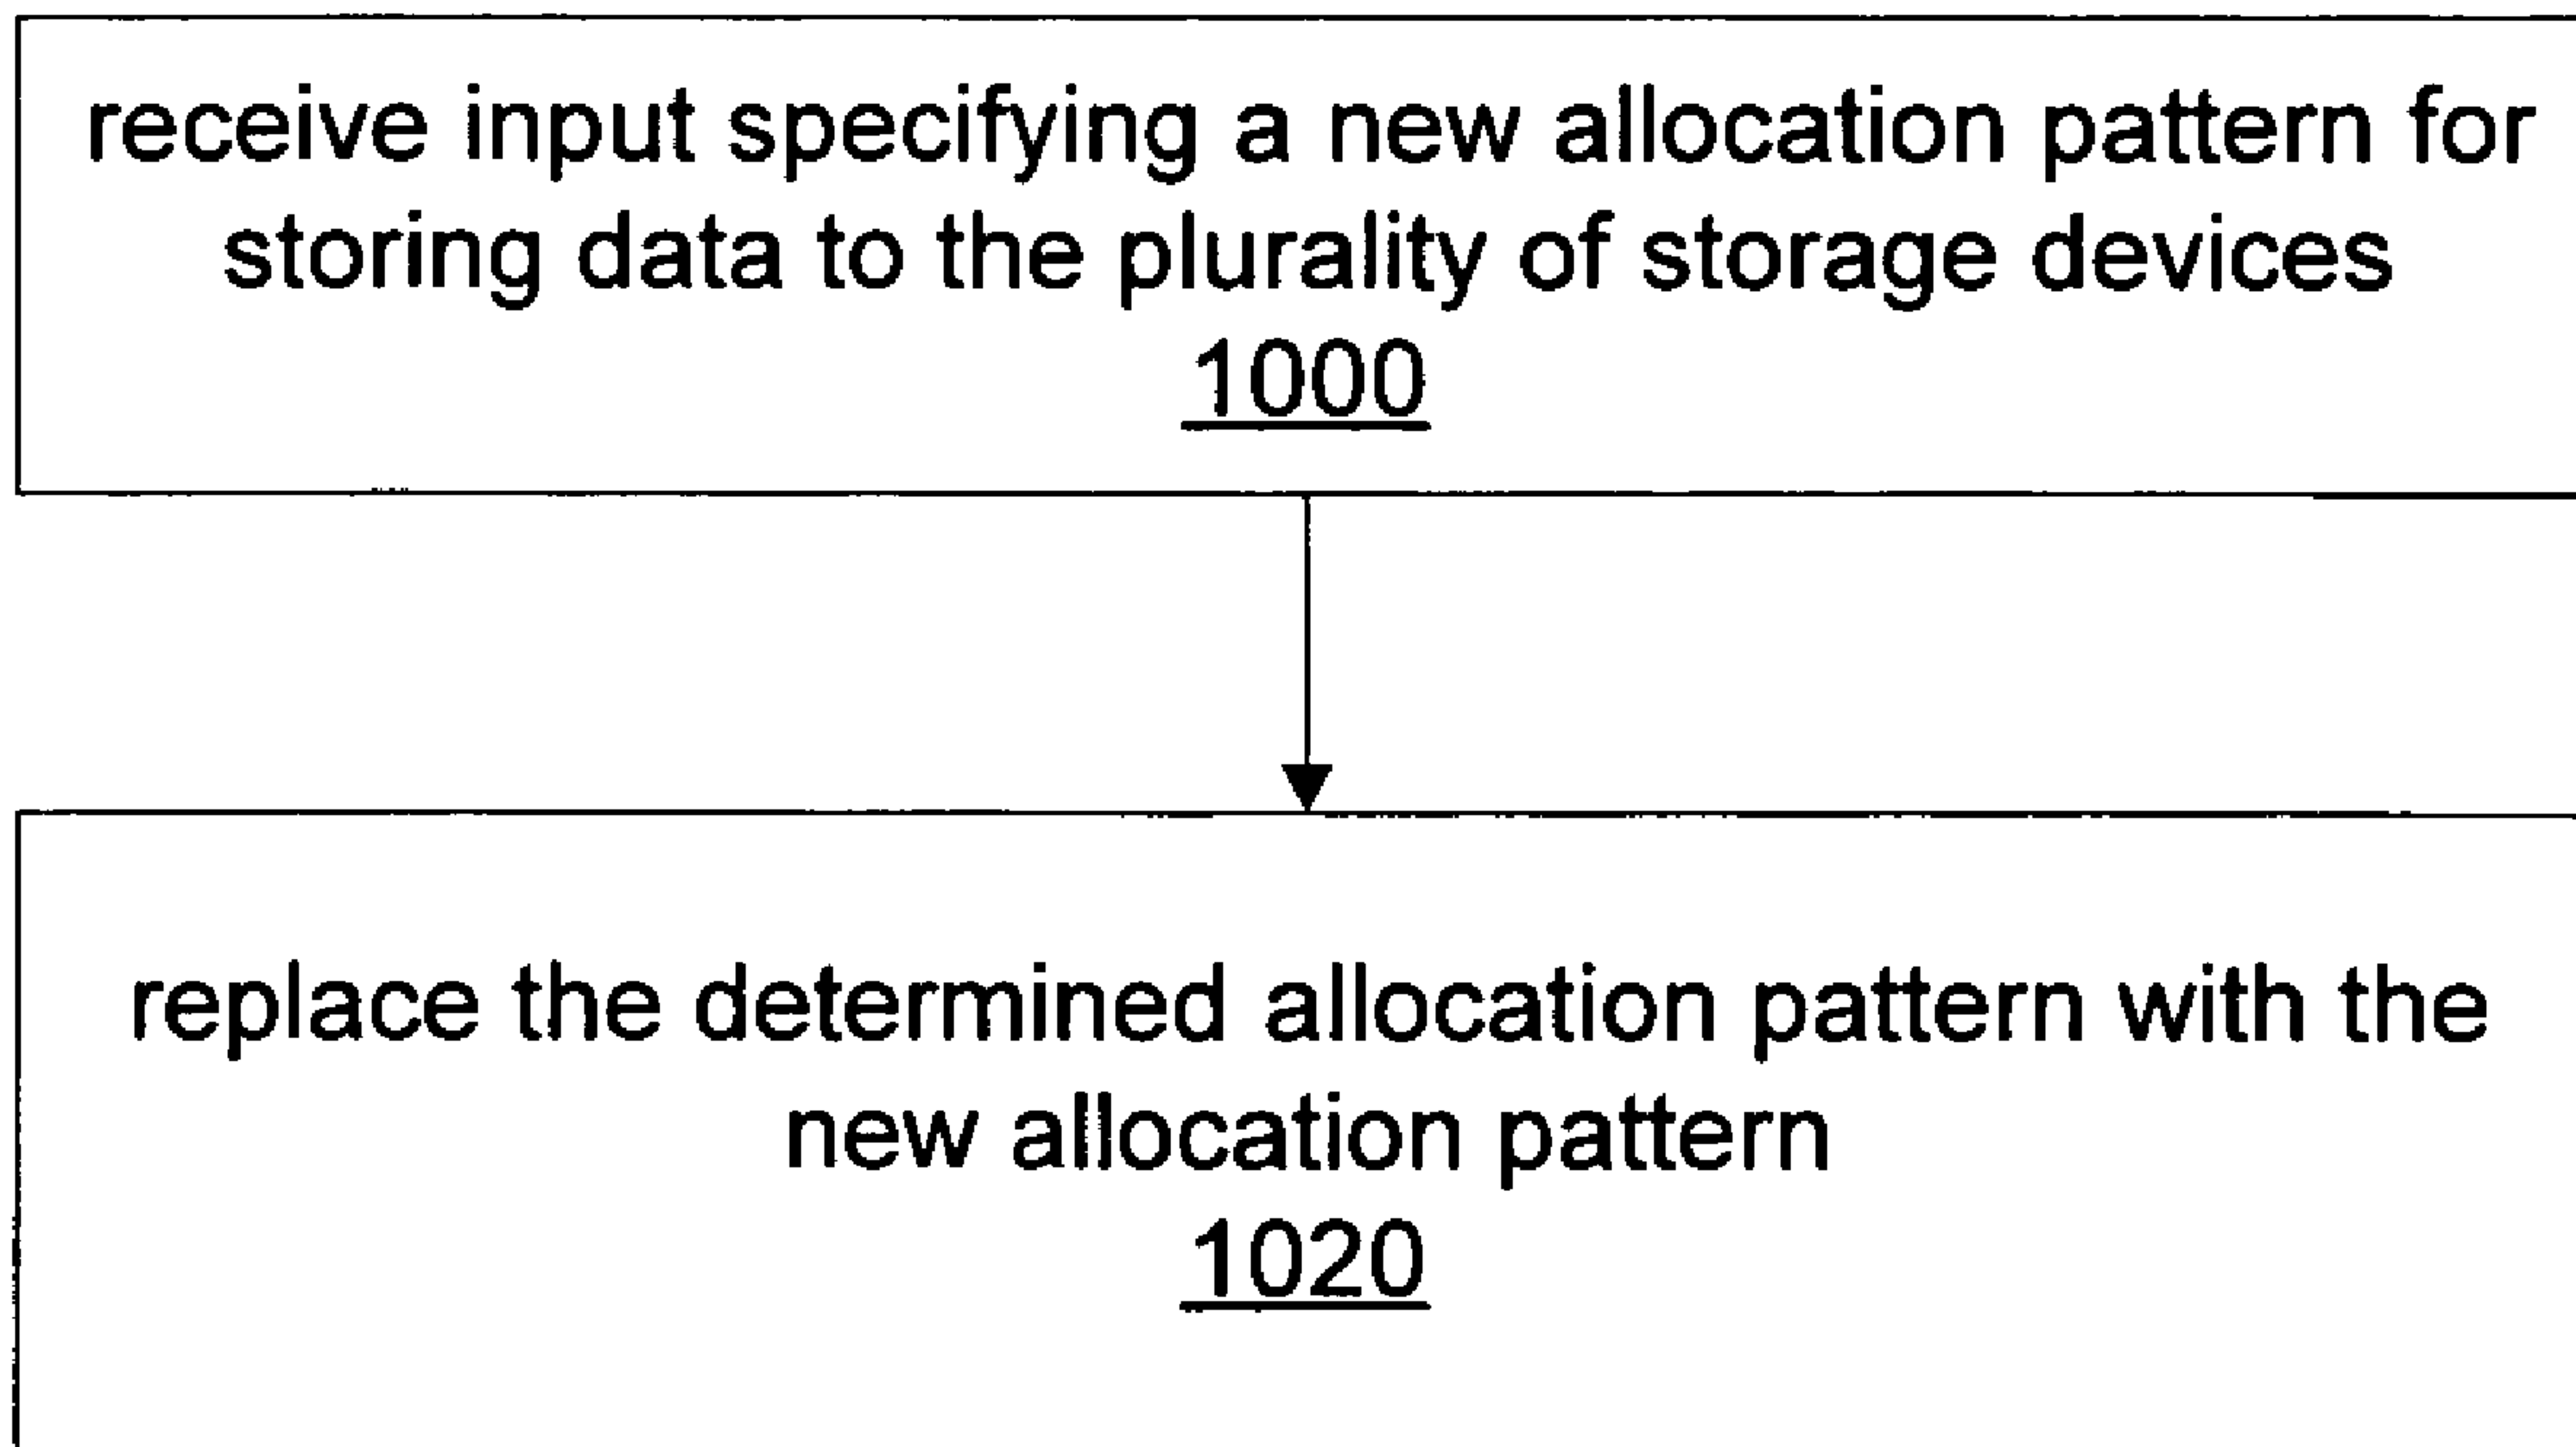 receive input specifying a new allocation pattern for
storing data to the plurality of storage devices
1000
replace the determined allocation pattern with the
new allocation pattern
1020